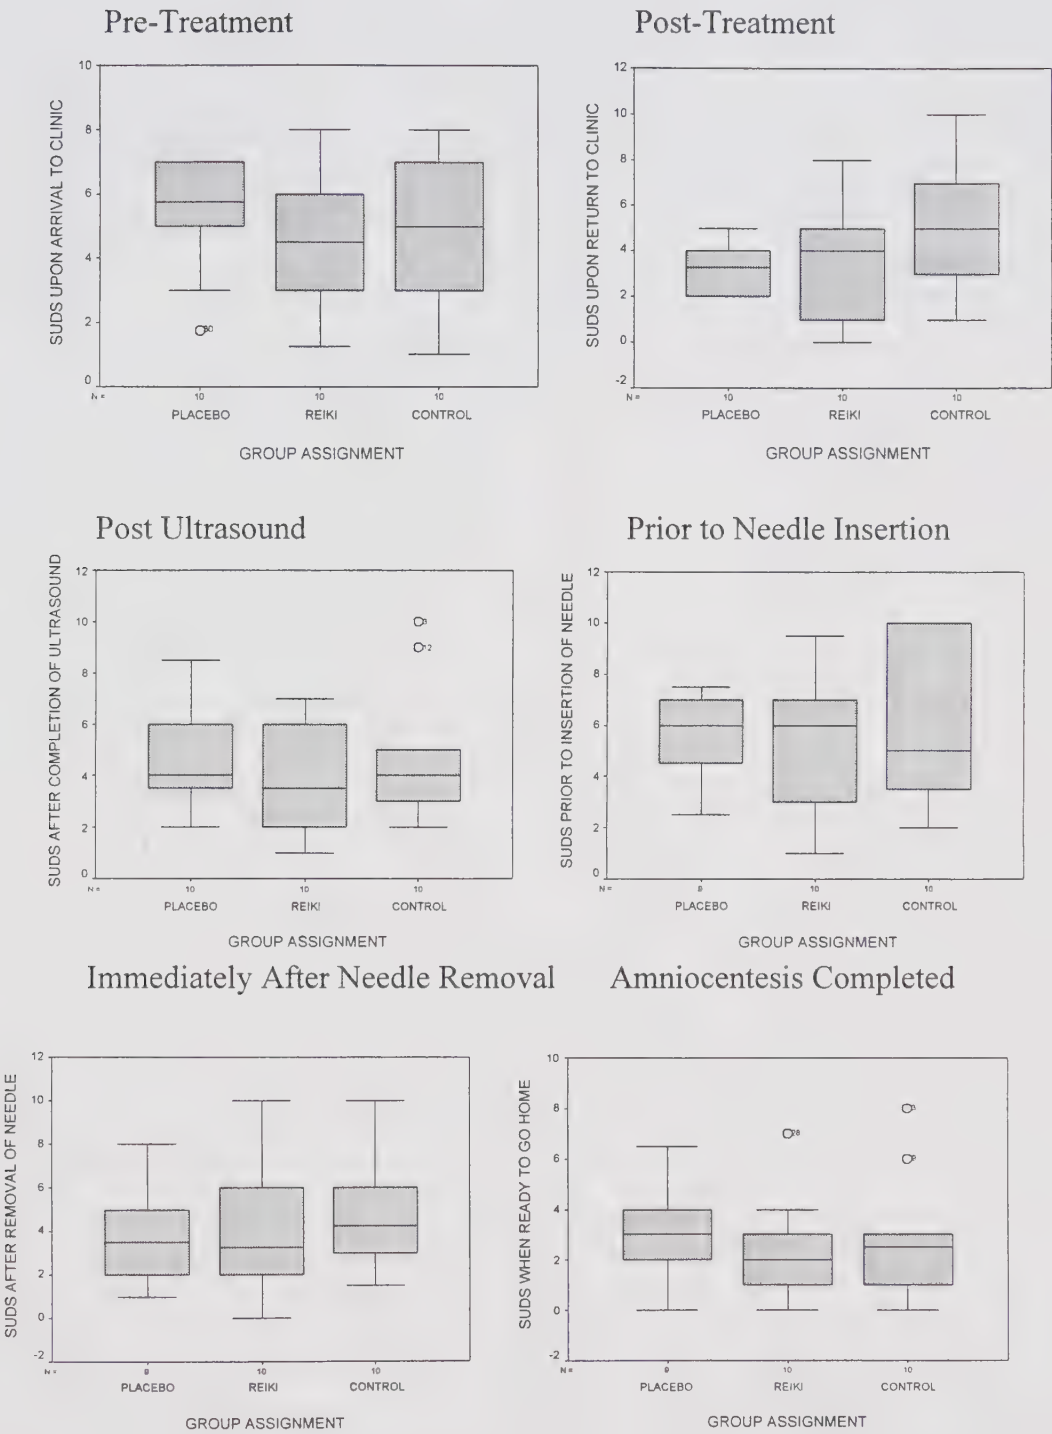 Pre-Treatment
SUDS UPON ARRIVAL TO CLINIC
10
8
6
4
2
0
N =
10
10
10
PLACEBO
REIKI
CONTROL
GROUP ASSIGNMENT
Post-Treatment
SUDS UPON RETURN TO CLINIC
12
10
8
6
4
2
0
-2
N =
10
10
10
PLACEBO
REIKI
CONTROL
GROUP ASSIGNMENT
Post Ultrasound
SUDS AFTER COMPLETION OF ULTRASOUND
12
10
8
6
4
2
0
12
N =
10
10
10
PLACEBO
REIKI
CONTROL
GROUP ASSIGNMENT
Prior to Needle Insertion
SUDS PRIOR TO INSERTION OF NEEDLE
12
10
8
6
4
2
0
N =
9
10
10
PLACEBO
REIKI
CONTROL
GROUP ASSIGNMENT
Immediately After Needle Removal
SUDS AFTER REMOVAL OF NEEDLE
12
10
8
6
4
2
0
-2
N =
9
10
10
PLACEBO
REIKI
CONTROL
GROUP ASSIGNMENT
Amniocentesis Completed
SUDS WHEN READY TO GO HOME
10
8
6
4
2
0
-2
28
N =
9
10
10
PLACEBO
REIKI
CONTROL
GROUP ASSIGNMENT